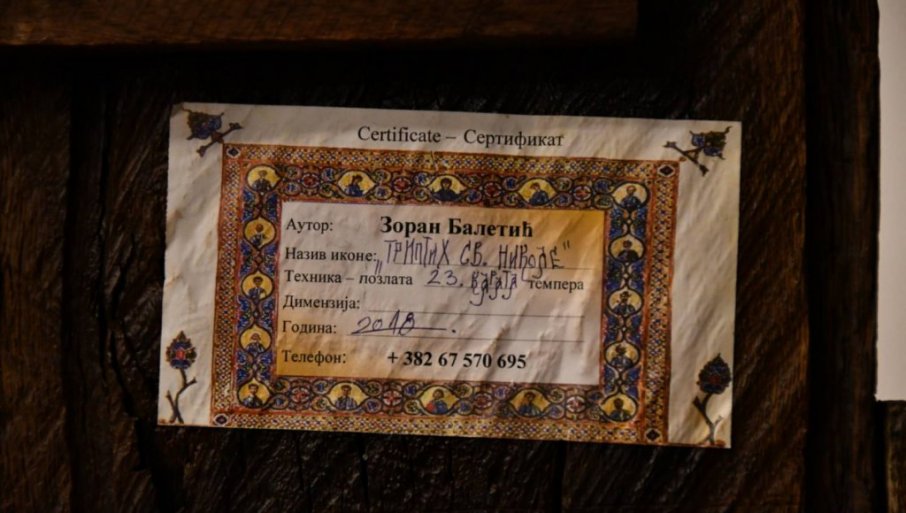 Certificate – Сертификат
Аутор: Зоран Балетић
Назив иконе: „ТРИПТИХ СВ. НИКОЛЕ"
Техника – позлата 23. карата темпера
Димензија:
Година: 2018.
Телефон: + 382 67 570 695